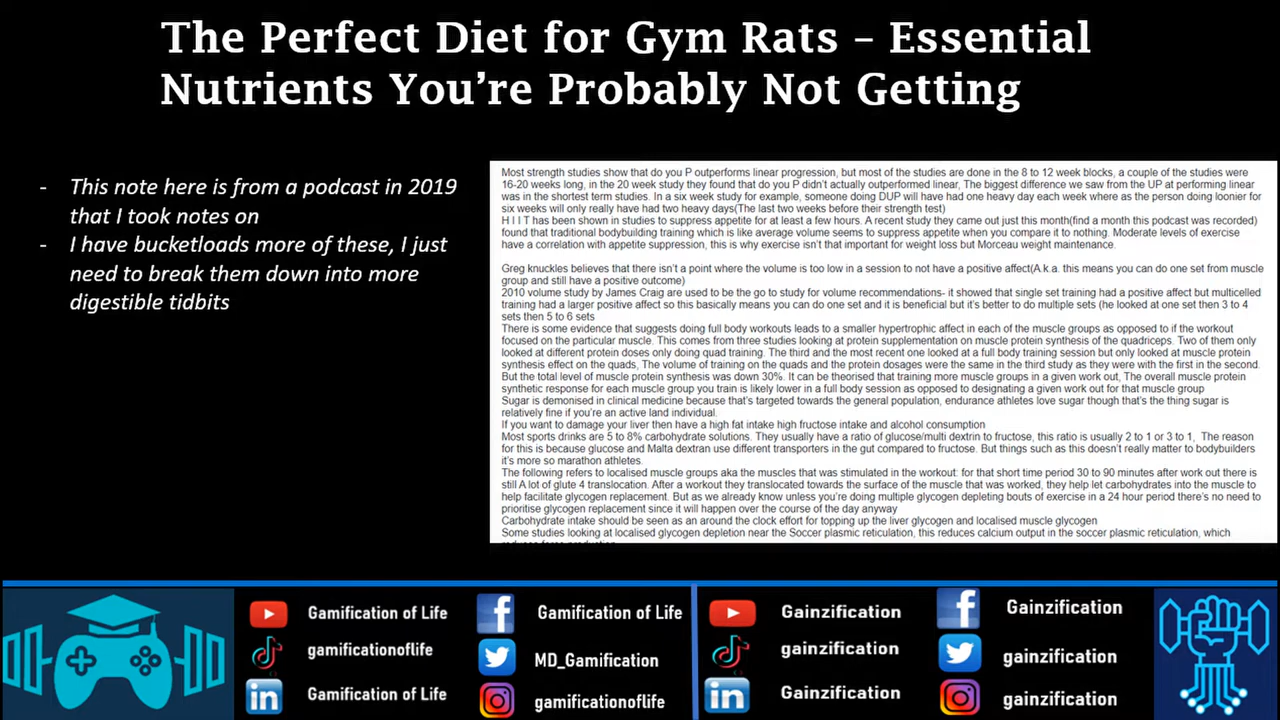 The Perfect Diet for Gym Rats – Essential
Nutrients You're Probably Not Getting
- This note here is from a podcast in 2019
that I took notes on
- I have bucketloads more of these, I just
need to break them down into more
digestible tidbits
Most strength studies show that do you P outperforms linear progression, but most of the studies are done in the 8 to 12 week blocks, a couple of the studies were
16-20 weeks long, in the 20 week study they found that do you P didn't actually outperformed linear, The biggest difference we saw from the UP at performing linear
was in the shortest term studies. In a six week study for example, someone doing DUP will have had one heavy day each week where as the person doing loonier for
six weeks will only really have had two heavy days(The last two weeks before their strength test)
H I I T has been shown in studies to suppress appetite for at least a few hours. A recent study they came out just this month(find a month this podcast was recorded)
found that traditional bodybuilding training which is like average volume seems to suppress appetite when you compare it to nothing. Moderate levels of exercise
have a correlation with appetite suppression, this is why exercise isn't that important for weight loss but Morceau weight maintenance.
Greg knuckles believes that there isn't a point where the volume is too low in a session to not have a positive affect(A.k.a. this means you can do one set from muscle
group and still have a positive outcome)
2010 volume study by James Craig are used to be the go to study for volume recommendations- it showed that single set training had a positive affect but multicelled
training had a larger positive affect so this basically means you can do one set and it is beneficial but it's better to do multiple sets (he looked at one set then 3 to 4
sets then 5 to 6 sets
There is some evidence that suggests doing full body workouts leads to a smaller hypertrophic affect in each of the muscle groups as opposed to if the workout
focused on the particular muscle. This comes from three studies looking at protein supplementation on muscle protein synthesis of the quadriceps. Two of them only
looked at different protein doses only doing quad training. The third and the most recent one looked at a full body training session but only looked at muscle protein
synthesis effect on the quads, The volume of training on the quads and the protein dosages were the same in the third study as they were with the first in the second.
But the total level of muscle protein synthesis was down 30%. It can be theorised that training more muscle groups in a given work out, The overall muscle protein
synthetic response for each muscle group you train is likely lower in a full body session as opposed to designating a given work out for that muscle group
Sugar is demonised in clinical medicine because that's targeted towards the general population, endurance athletes love sugar though that's the thing sugar is
relatively fine if you're an active land individual.
If you want to damage your liver then have a high fat intake high fructose intake and alcohol consumption
Most sports drinks are 5 to 8% carbohydrate solutions. They usually have a ratio of glucose/multi dextrin to fructose, this ratio is usually 2 to 1 or 3 to 1, The reason
for this is because glucose and Malta dextran use different transporters in the gut compared to fructose. But things such as this doesn't really matter to bodybuilders
it's more so marathon athletes.
The following refers to localised muscle groups aka the muscles that was stimulated in the workout: for that short time period 30 to 90 minutes after work out there is
still A lot of glute 4 translocation. After a workout they translocated towards the surface of the muscle that was worked, they help let carbohydrates into the muscle to
help facilitate glycogen replacement. But as we already know unless you're doing multiple glycogen depleting bouts of exercise in a 24 hour period there's no need to
prioritise glycogen replacement since it will happen over the course of the day anyway
Carbohydrate intake should be seen as an around the clock effort for topping up the liver glycogen and localised muscle glycogen
Some studies looking at localised glycogen depletion near the Soccer plasmic reticulation, this reduces calcium output in the soccer plasmic reticulation, which
Gamification of Life
gamificationoflife
Gamification of Life
Gamification of Life
MD_Gamification
gamificationoflife
Gainzification
gainzification
Gainzification
Gainzification
gainzification
gainzification